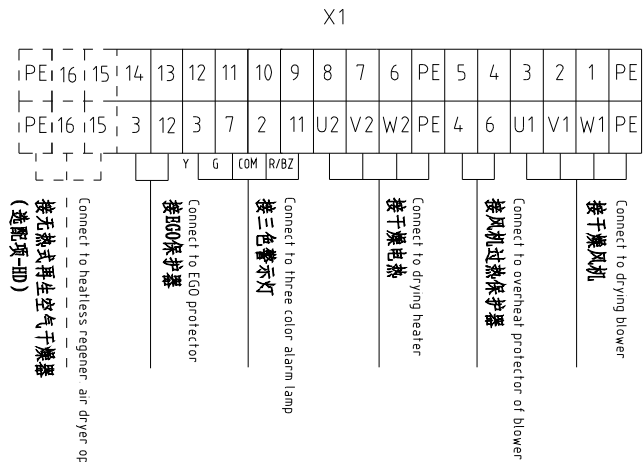 X1
PE 16 15 14 13 12 11 10 9 8 7 6 PE 5 4 3 2 1 PE
PE 16 15 3 12 3 7 2 11 U2 V2 W2 PE 4 6 U1 V1 W1 PE
Y G COM R/BZ
Connect to drying blower
接干燥风机
Connect to overheat protector of blower
接风机过热保护器
Connect to drying heater
接干燥电热
Connect to three color alarm lamp
接三色警示灯
Connect to EGO protector
接EGO保护器
Connect to heatless regener. air dryer op
接无热式再生空气干燥器
(选配项-HD)